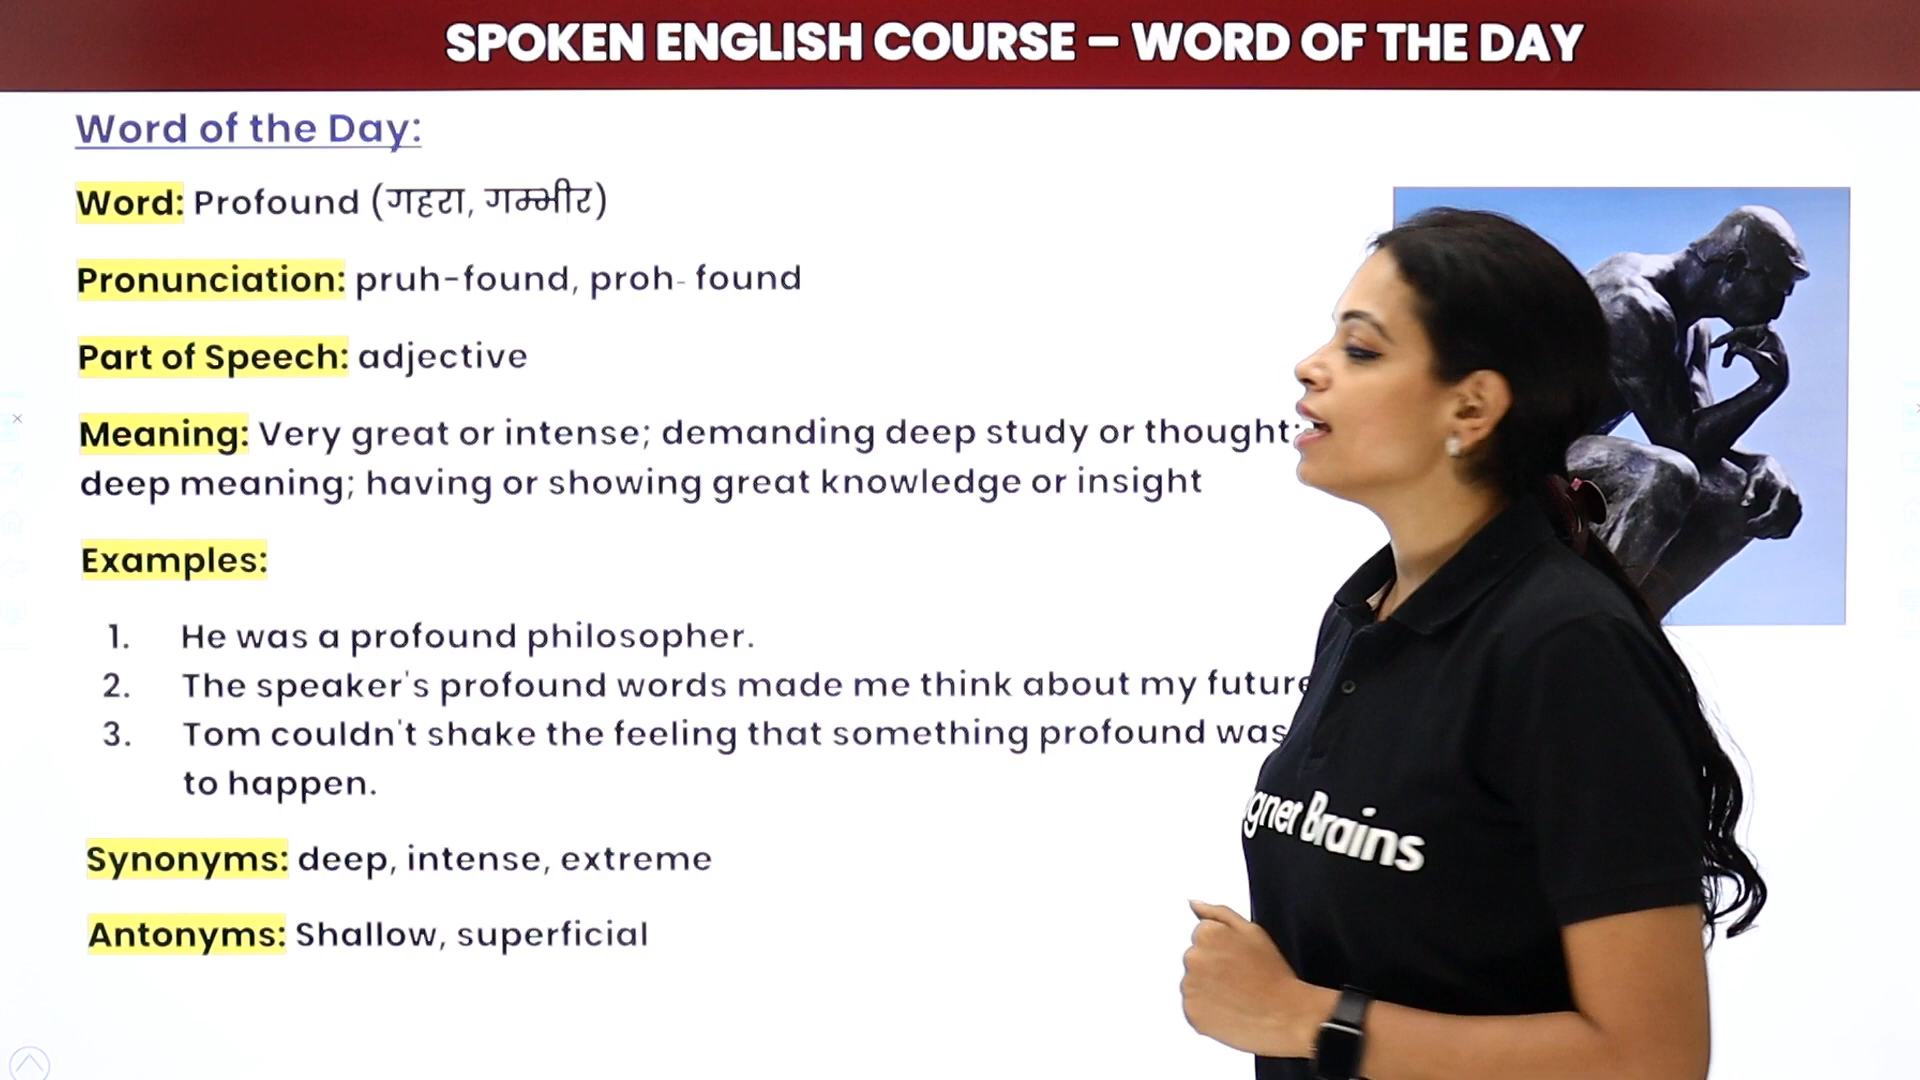 SPOKEN ENGLISH COURSE – WORD OF THE DAY
Word of the Day:
Word: Profound (गहरा, गम्भीर)
Pronunciation: pruh-found, proh- found
Part of Speech: adjective
Meaning: Very great or intense; demanding deep study or thought;
deep meaning; having or showing great knowledge or insight
Examples:
1. He was a profound philosopher.
2. The speaker's profound words made me think about my future
3. Tom couldn't shake the feeling that something profound was
to happen.
Synonyms: deep, intense, extreme
Antonyms: Shallow, superficial
gnet Brains